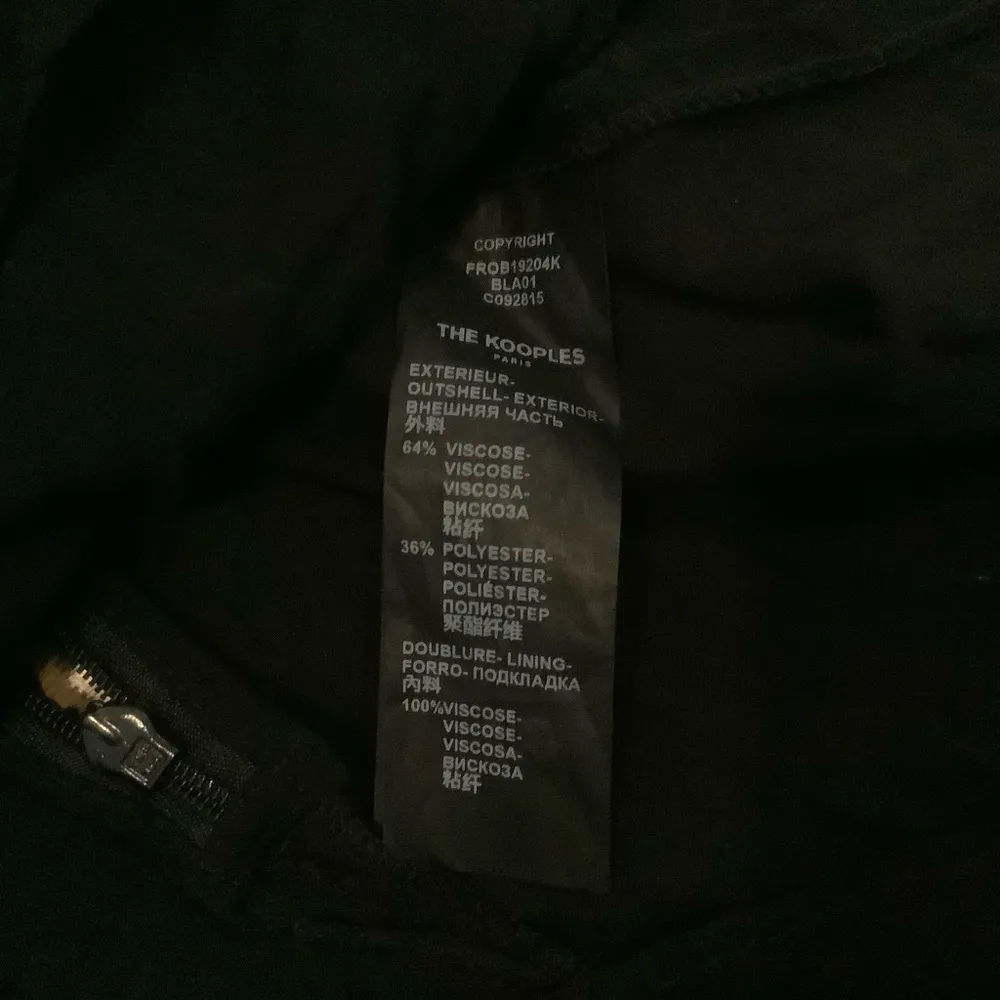 COPYRIGHT
FROB19204K
BLA01
C092815
THE KOOPLES
PARIS
EXTERIEUR-
OUTSHELL- EXTERIOR-
ВНЕШНЯЯ ЧАСТЬ
外料
64% VISCOSE-
VISCOSE-
VISCOSA-
ВИСКОЗА
粘纤
36% POLYESTER-
POLYESTER-
POLIÉSTER-
ПОЛИЭСТЕР
聚酯纤维
DOUBLURE- LINING-
FORRO- ПОДКЛАДКА
內料
100%VISCOSE-
VISCOSE-
VISCOSA-
ВИСКОЗА
粘纤